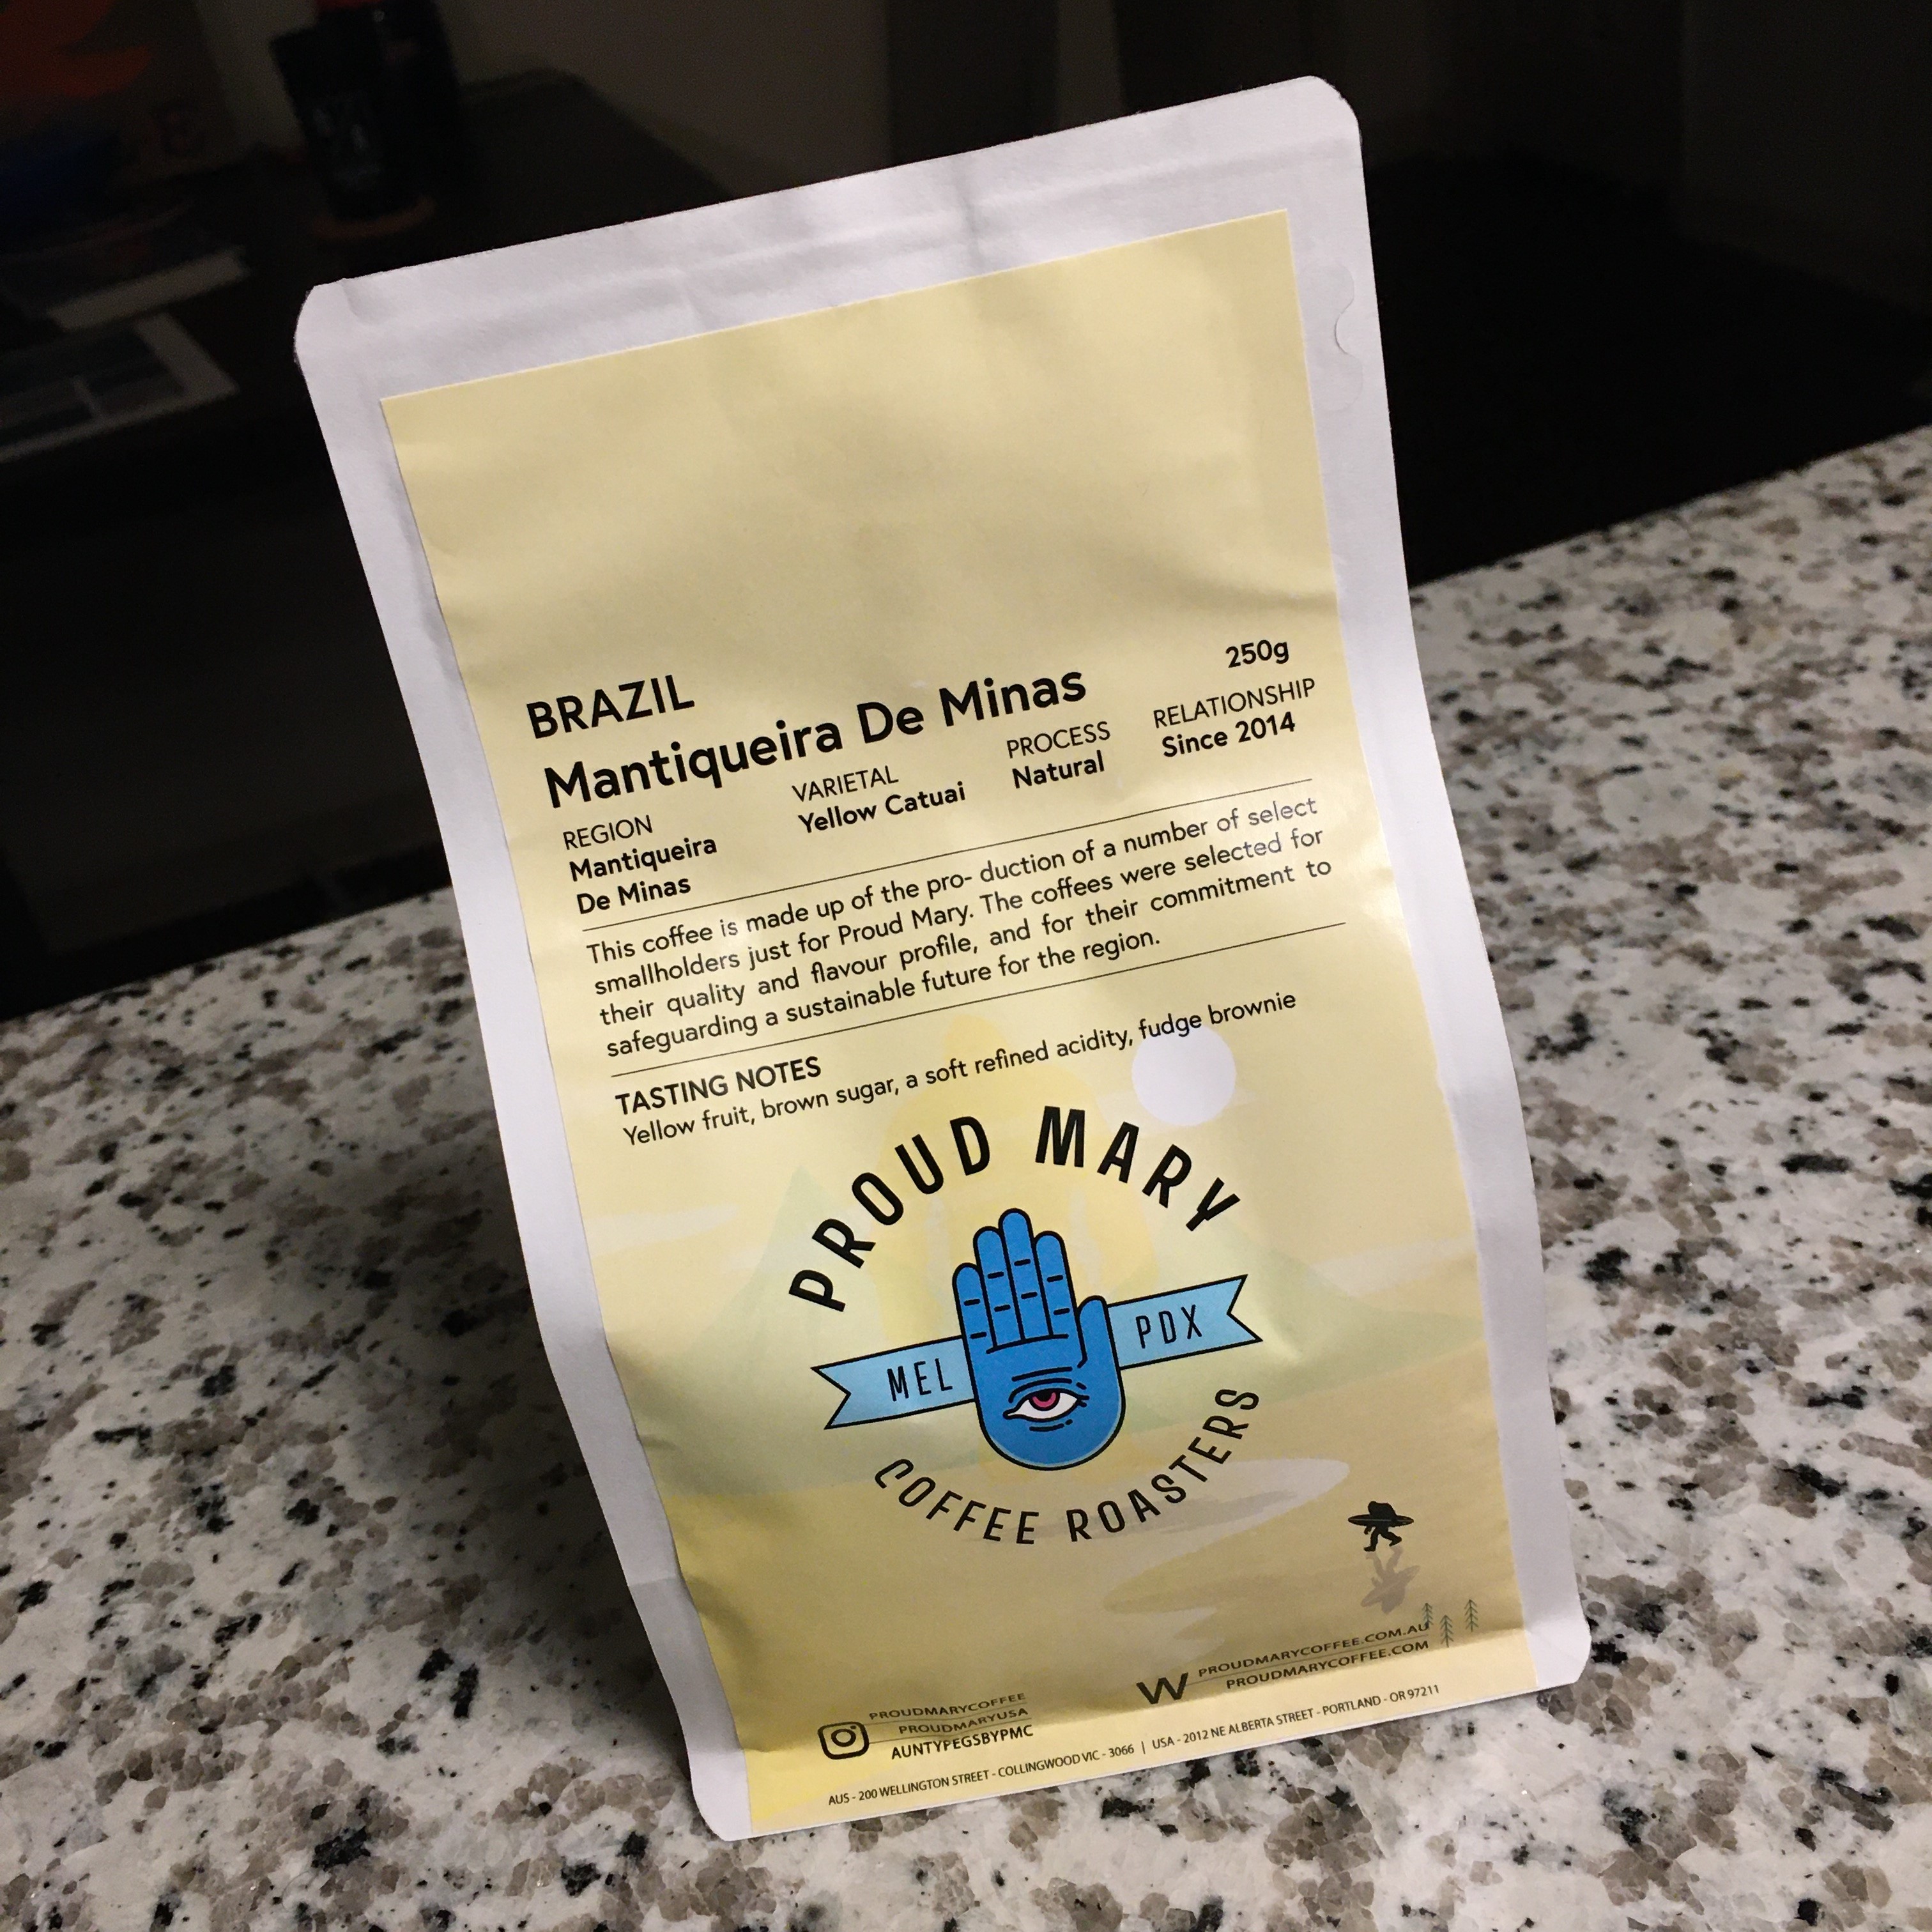 BRAZIL
250g
Mantiqueira De Minas
REGION
Mantiqueira
De Minas
VARIETAL
Yellow Catuai
PROCESS
Natural
RELATIONSHIP
Since 2014
This coffee is made up of the pro- duction of a number of select
smallholders just for Proud Mary. The coffees were selected for
their quality and flavour profile, and for their commitment to
safeguarding a sustainable future for the region.
TASTING NOTES
Yellow fruit, brown sugar, a soft refined acidity, fudge brownie
PROUD MARY
MEL PDX
COFFEE ROASTERS
PROUDMARYCOFFEE
PROUDMARYUSA
AUNTYPEGSBYPMC
W
PROUDMARYCOFFEE.COM.AU
PROUDMARYCOFFEE.COM
AUS - 200 WELLINGTON STREET - COLLINGWOOD VIC - 3066 | USA - 2012 NE ALBERTA STREET - PORTLAND - OR 97211